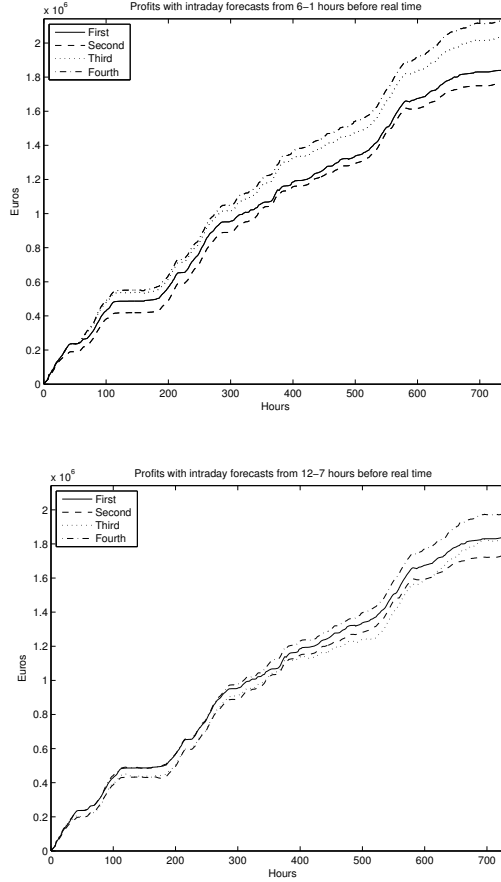 Profits with intraday forecasts from 6−1 hours before real time
x 10^6
First
Second
Third
Fourth
2
1.8
1.6
1.4
1.2
1
0.8
0.6
0.4
0.2
0
Euros
0 100 200 300 400 500 600 700
Hours
Profits with intraday forecasts from 12−7 hours before real time
x 10^6
First
Second
Third
Fourth
2
1.8
1.6
1.4
1.2
1
0.8
0.6
0.4
0.2
0
Euros
0 100 200 300 400 500 600 700
Hours